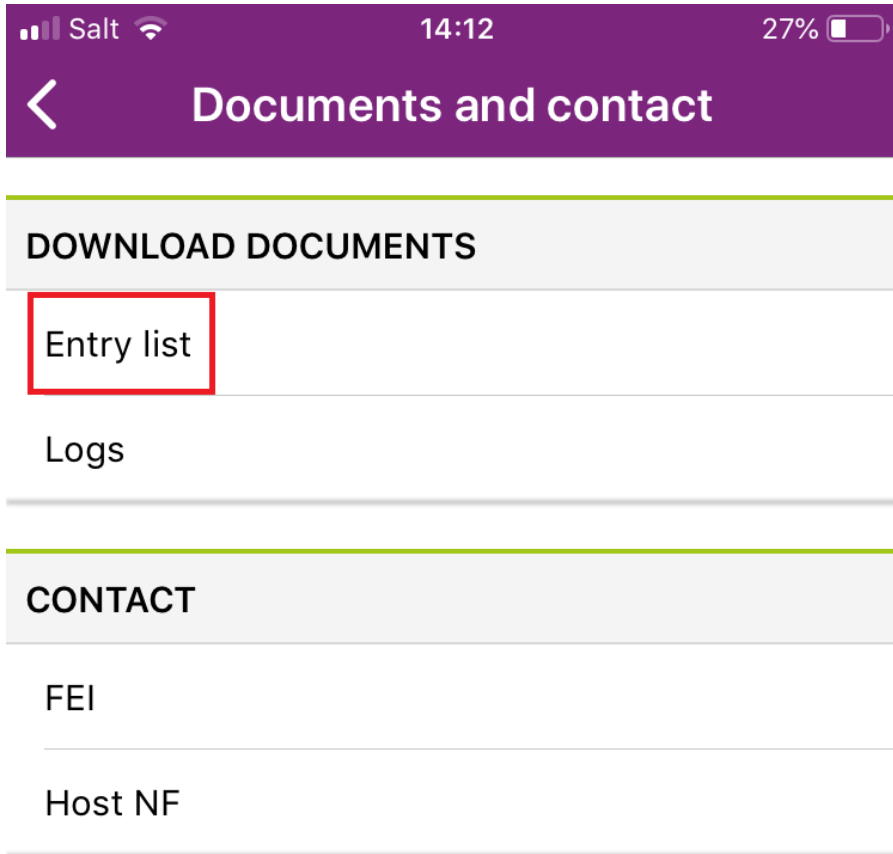 Salt 14:12 27%
Documents and contact
DOWNLOAD DOCUMENTS
Entry list
Logs
CONTACT
FEI
Host NF